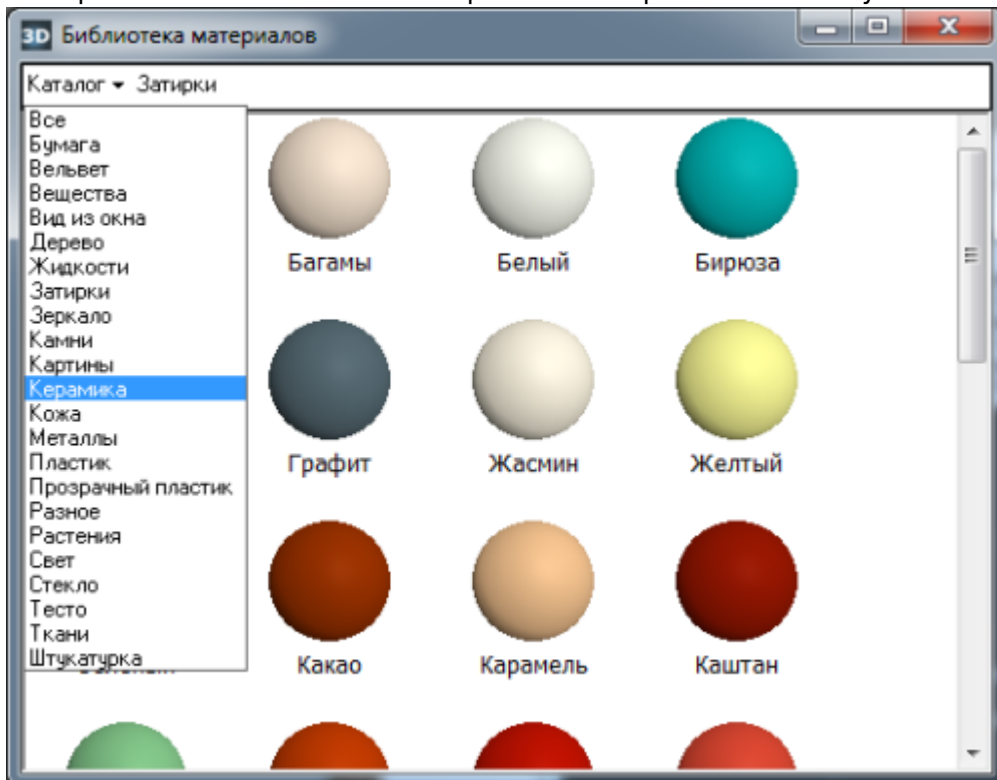 3D Библиотека материалов
Каталог Затирки
Все
Бумага
Вельвет
Вещества
Вид из окна
Дерево
Жидкости
Затирки
Зеркало
Камни
Картины
Керамика
Кожа
Металлы
Пластик
Прозрачный пластик
Разное
Растения
Свет
Стекло
Тесто
Ткани
Штукатурка
Багамы Белый Бирюза
Графит Жасмин Желтый
Какао Карамель Каштан